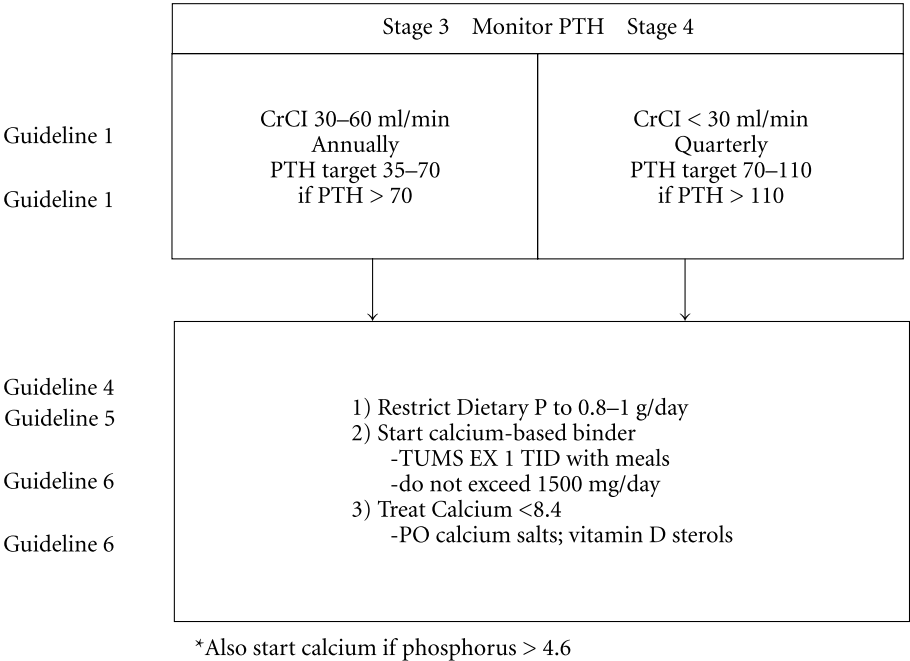 Stage 3 Monitor PTH Stage 4
Guideline 1
Guideline 1
CrCI 30–60 ml/min
Annually
PTH target 35–70
if PTH > 70
CrCI < 30 ml/min
Quarterly
PTH target 70–110
if PTH > 110
Guideline 4
Guideline 5
Guideline 6
Guideline 6
1) Restrict Dietary P to 0.8–1 g/day
2) Start calcium-based binder
-TUMS EX 1 TID with meals
-do not exceed 1500 mg/day
3) Treat Calcium <8.4
-PO calcium salts; vitamin D sterols
*Also start calcium if phosphorus > 4.6